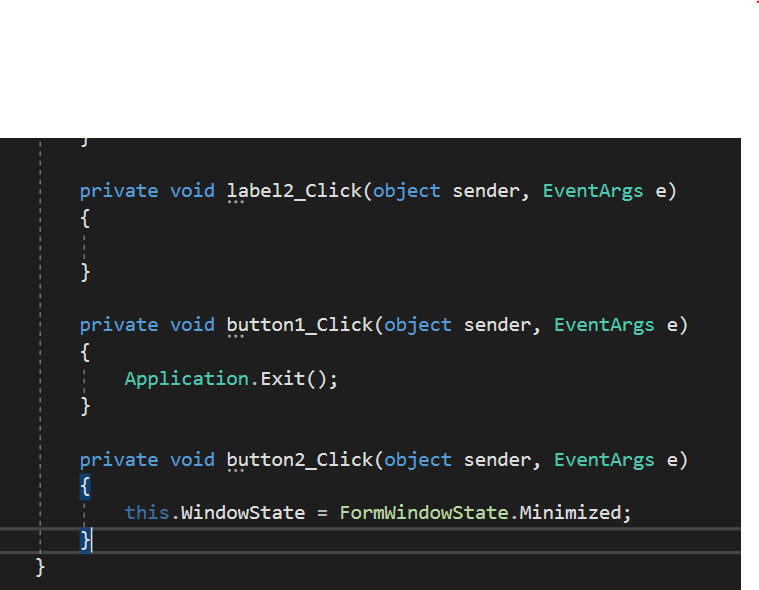 }
private void label2_Click(object sender, EventArgs e)
{
}
private void button1_Click(object sender, EventArgs e)
{
Application.Exit();
}
private void button2_Click(object sender, EventArgs e)
{
this.WindowState = FormWindowState.Minimized;
}
}